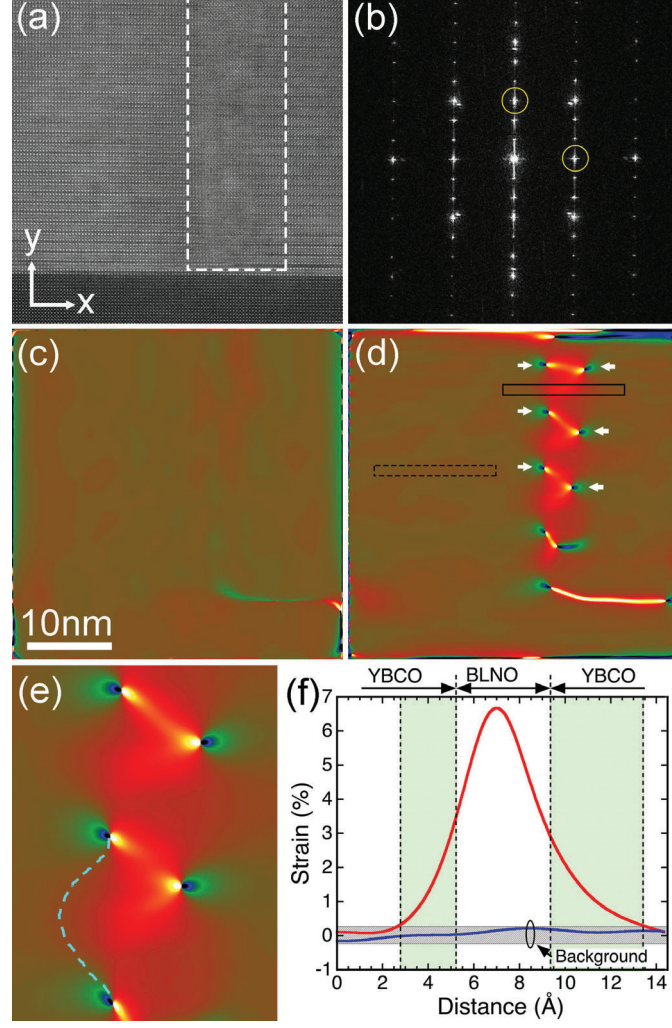 (a)
(b)
y
x
(c)
(d)
10nm
(e)
(f)
YBCO BLNO YBCO
7
6
5
4
3
2
1
0
-1
Strain (%)
Background
0 2 4 6 8 10 12 14
Distance (Å)